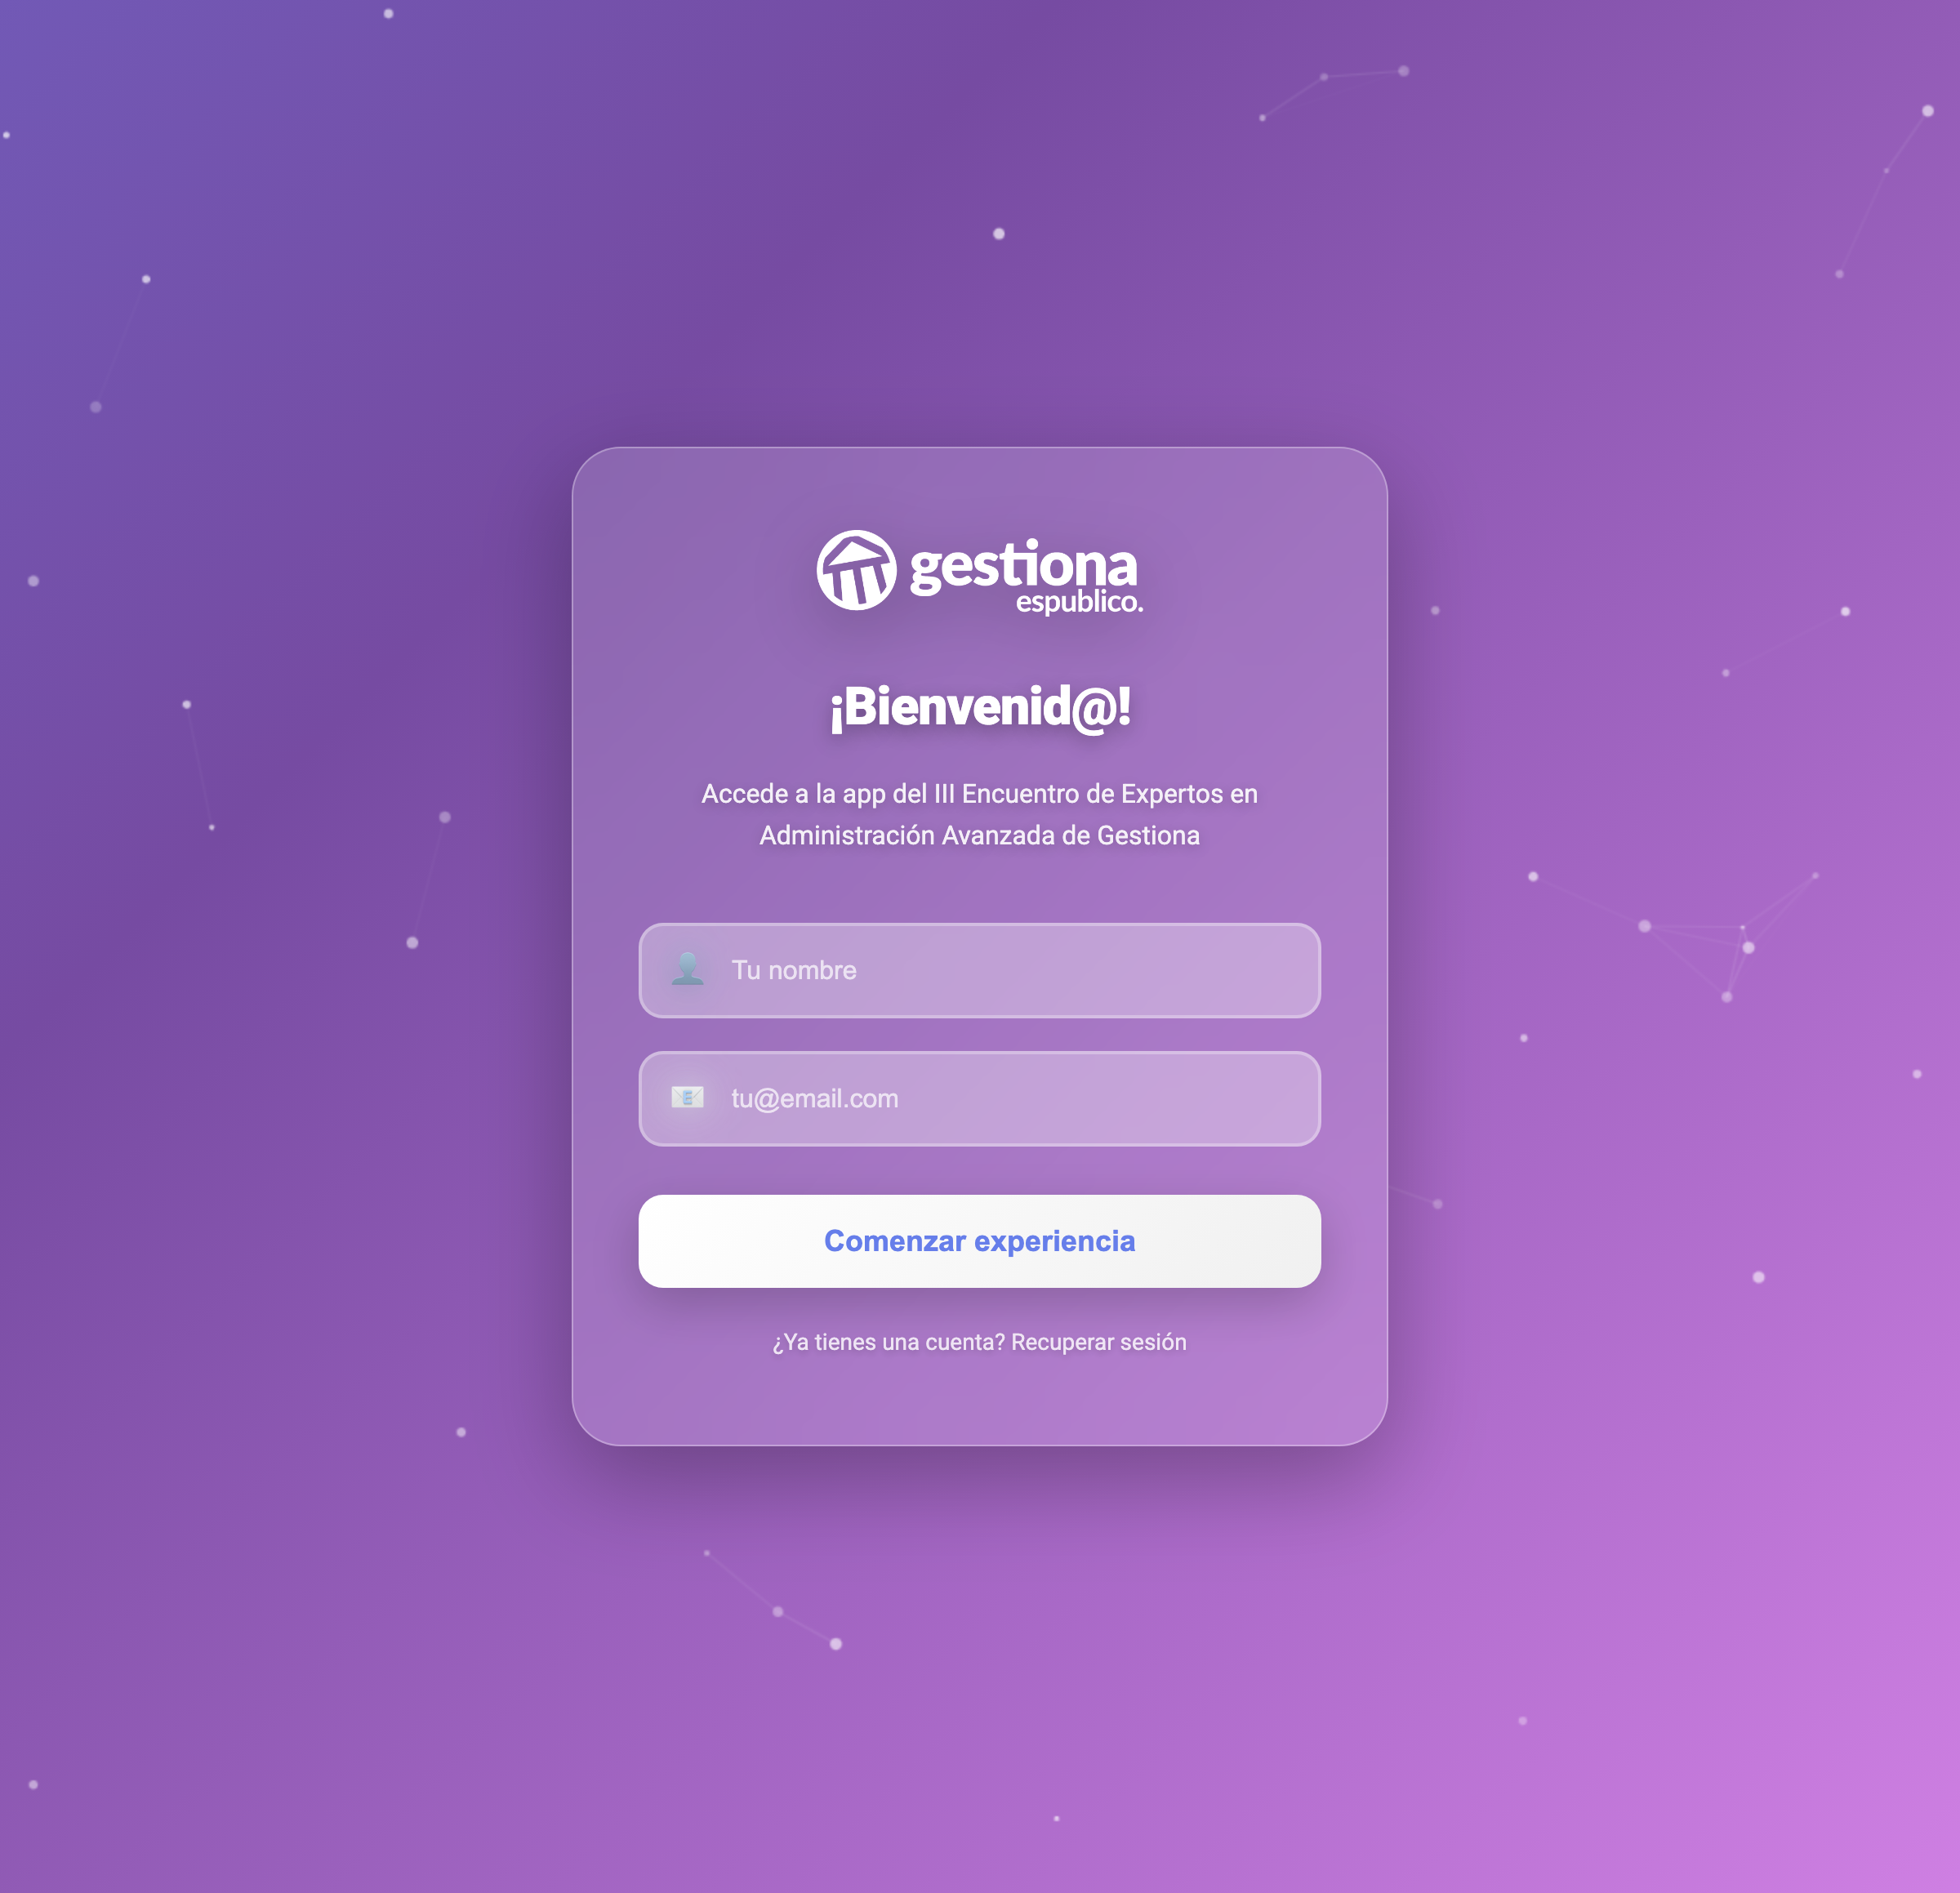 gestiona
espublico.
¡Bienvenid@!
Accede a la app del III Encuentro de Expertos en
Administración Avanzada de Gestiona
Tu nombre
tu@email.com
Comenzar experiencia
¿Ya tienes una cuenta? Recuperar sesión